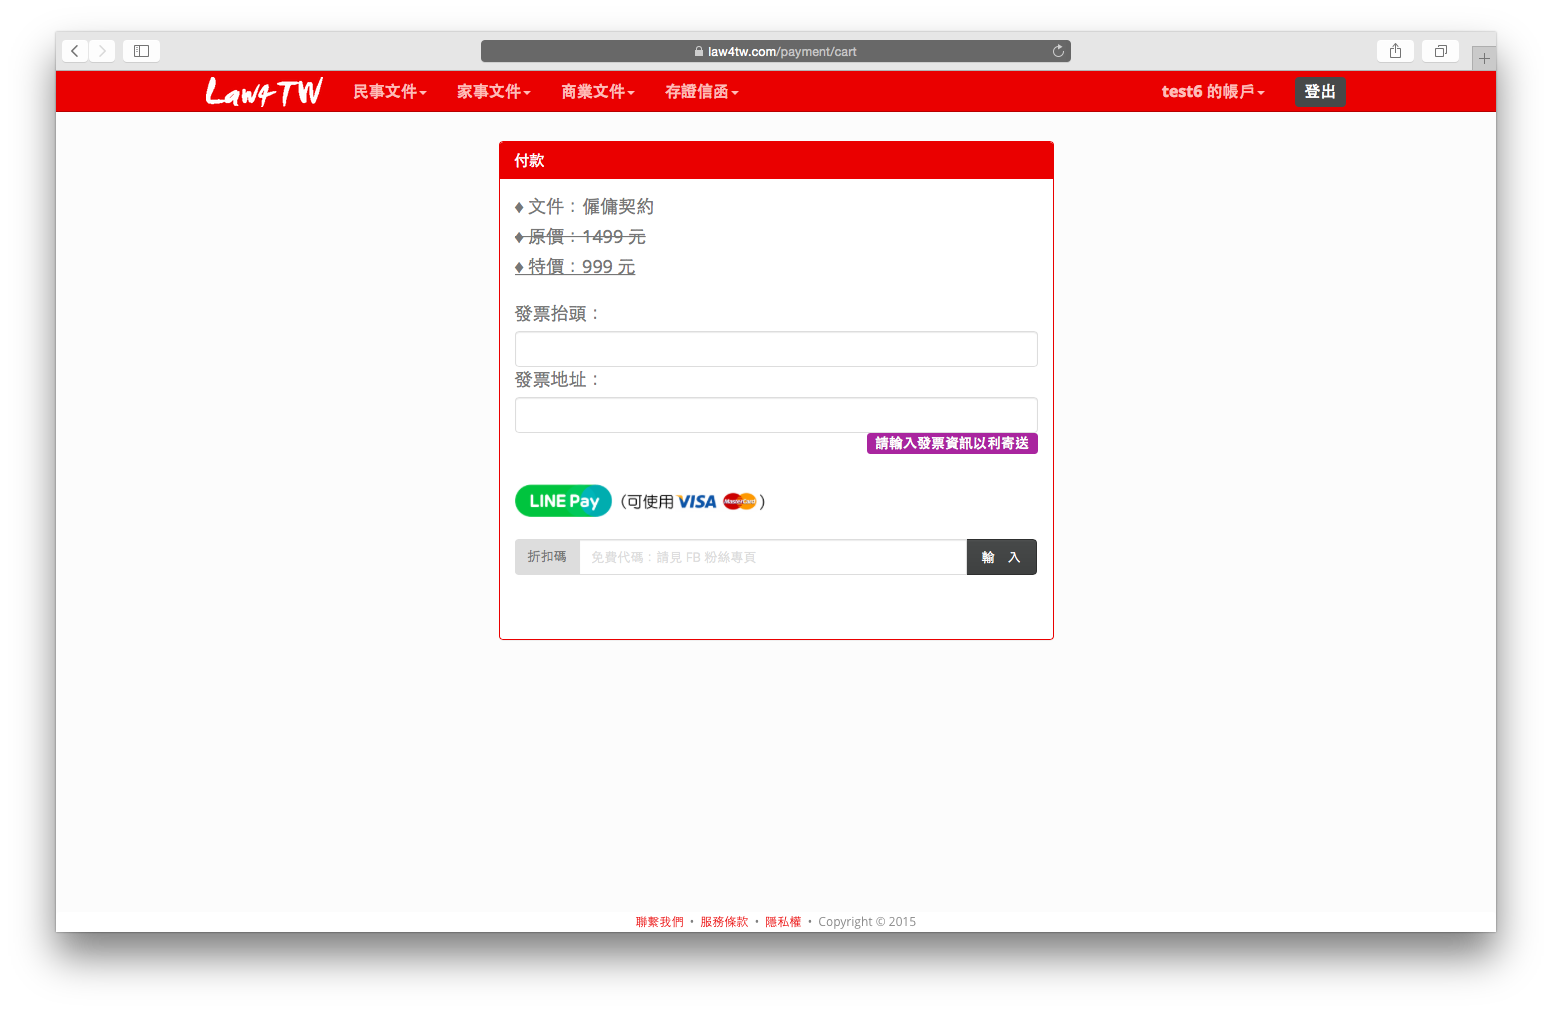 law4tw.com/payment/cart
Law4TW 民事文件 家事文件 商業文件 存證信函 test6 的帳戶 登出
付款
♦ 文件：僱傭契約
♦ 原價：1499 元
♦ 特價：999 元
發票抬頭：
發票地址：
請輸入發票資訊以利寄送
LINE Pay （可使用 VISA MasterCard ）
折扣碼 免費代碼：請見 FB 粉絲專頁 輸 入
聯繫我們 • 服務條款 • 隱私權 • Copyright © 2015